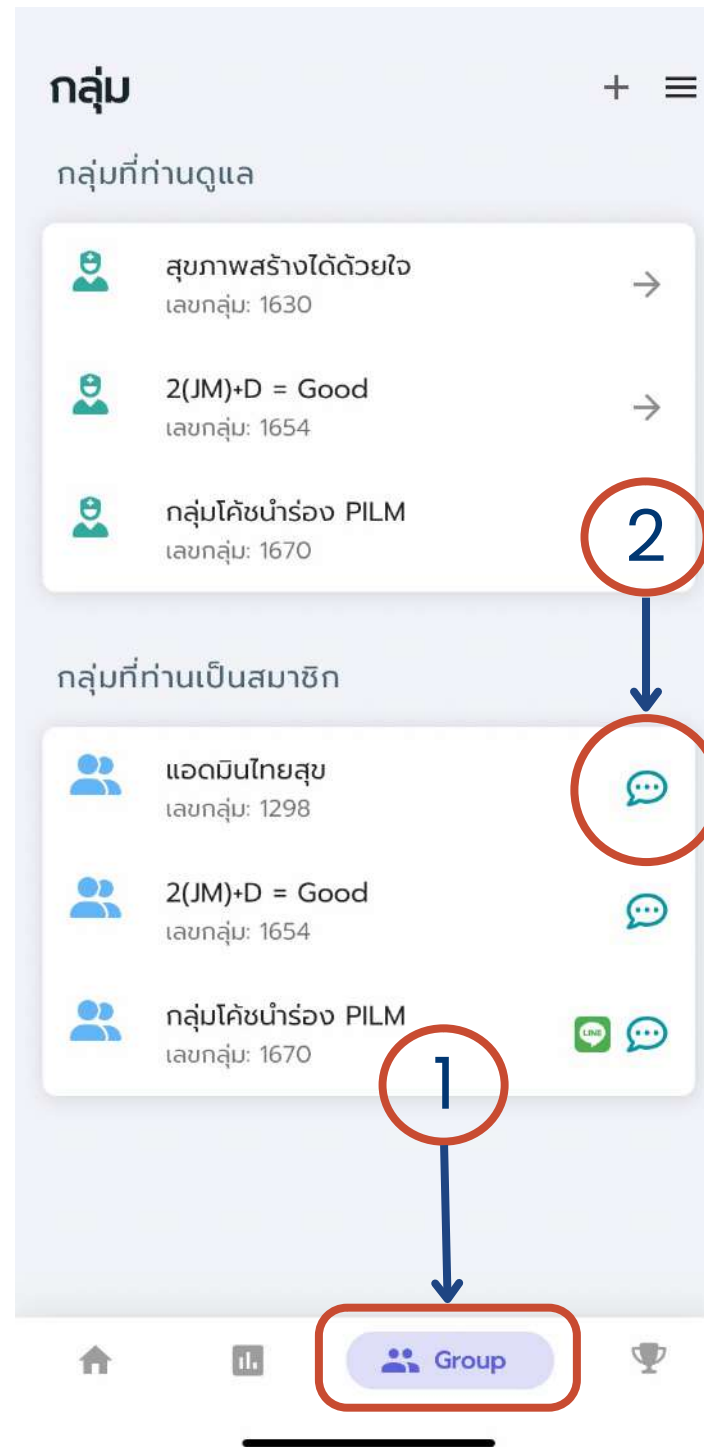 กลุ่ม
กลุ่มที่ท่านดูแล
สุขภาพสร้างได้ด้วยใจ
เลขกลุ่ม: 1630
2(JM)+D = Good
เลขกลุ่ม: 1654
กลุ่มโค้ชนำร่อง PILM
เลขกลุ่ม: 1670
2
กลุ่มที่ท่านเป็นสมาชิก
แอดมินไทยสุข
เลขกลุ่ม: 1298
2(JM)+D = Good
เลขกลุ่ม: 1654
กลุ่มโค้ชนำร่อง PILM
LINE
เลขกลุ่ม: 1670
1
Group